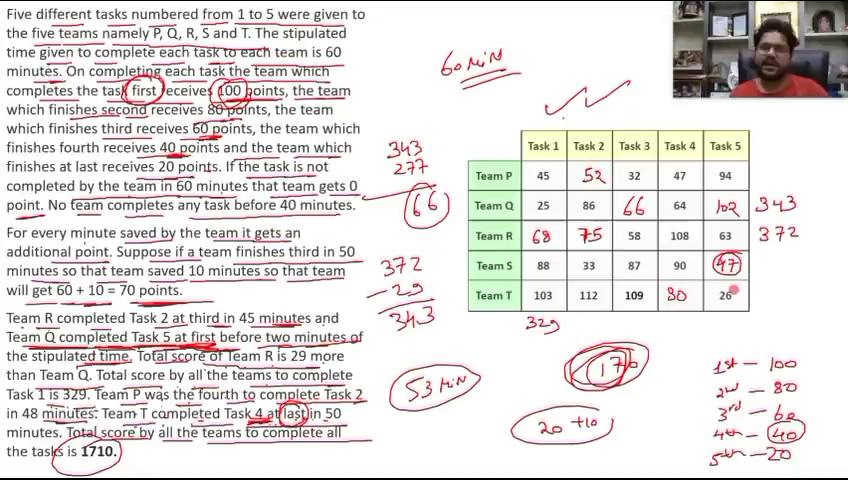 Five different tasks numbered from 1 to 5 were given to
the five teams namely P, Q, R, S and T. The stipulated
time given to complete each task to each team is 60
minutes. On completing each task the team which
completes the task first receives 100 points, the team
which finishes second receives 80 points, the team
which finishes third receives 60 points, the team which
finishes fourth receives 40 points and the team which
finishes at last receives 20 points. If the task is not
completed by the team in 60 minutes that team gets 0
point. No team completes any task before 40 minutes.
For every minute saved by the team it gets an
additional point. Suppose if a team finishes third in 50
minutes so that team saved 10 minutes so that team
will get 60 + 10 = 70 points.
Team R completed Task 2 at third in 45 minutes and
Team Q completed Task 5 at first before two minutes of
the stipulated time. Total score of Team R is 29 more
than Team Q. Total score by all the teams to complete
Task 1 is 329. Team P was the fourth to complete Task 2
in 48 minutes. Team T completed Task 4 at last in 50
minutes. Total score by all the teams to complete all
the tasks is 1710.
60 MIN
343
277
66
372
- 29
343
53 MIN
Task 1 Task 2 Task 3 Task 4 Task 5
Team P 45 52 32 47 94
Team Q 25 86 66 64 102 343
Team R 68 75 58 108 63 372
Team S 88 33 87 90 47
Team T 103 112 109 30 26
329
20 +10
1st — 100
2nd — 80
3rd — 60
4th — 40
5th — 20